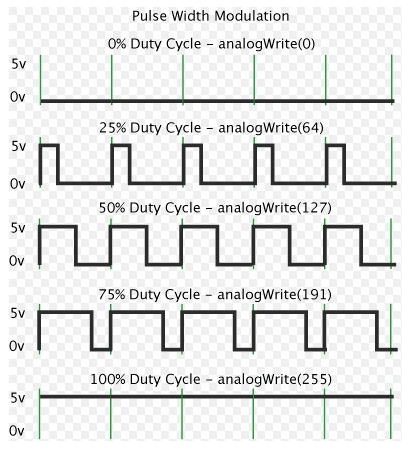 Pulse Width Modulation
0% Duty Cycle – analogWrite(0)
5v
0v
25% Duty Cycle – analogWrite(64)
5v
0v
50% Duty Cycle – analogWrite(127)
5v
0v
75% Duty Cycle – analogWrite(191)
5v
0v
100% Duty Cycle – analogWrite(255)
5v
0v